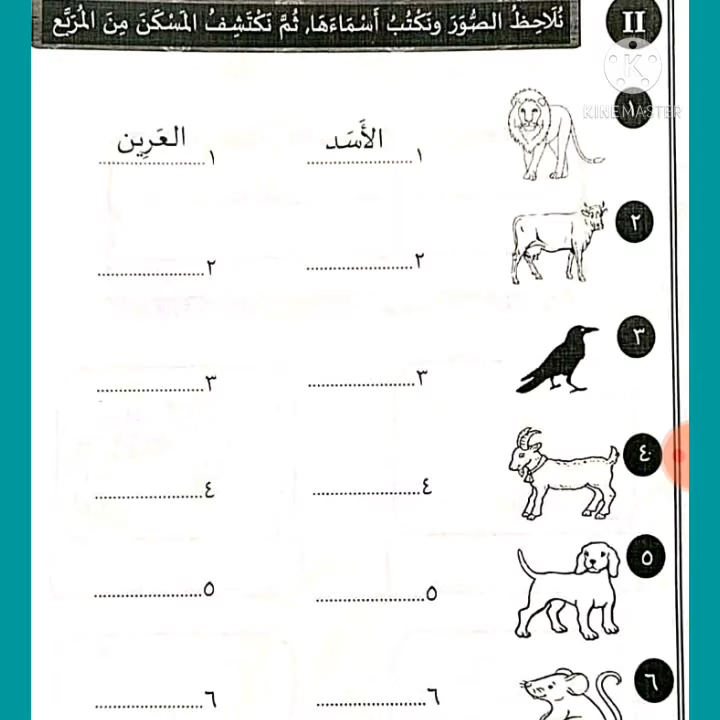 II نُلَاحِظُ الصُّوَرَ ونَكْتُبُ أَسْمَاءَهَا, ثُمَّ نَكْتَشِفُ المَسْكَنَ مِنَ المُرَبَّعِ
KINEMASTER
١ ١ الأَسَد ١ العَرِين
٢ ٢ ٢
٣ ٣ ٣
٤ ٤ ٤
٥ ٥ ٥
٦ ٦ ٦